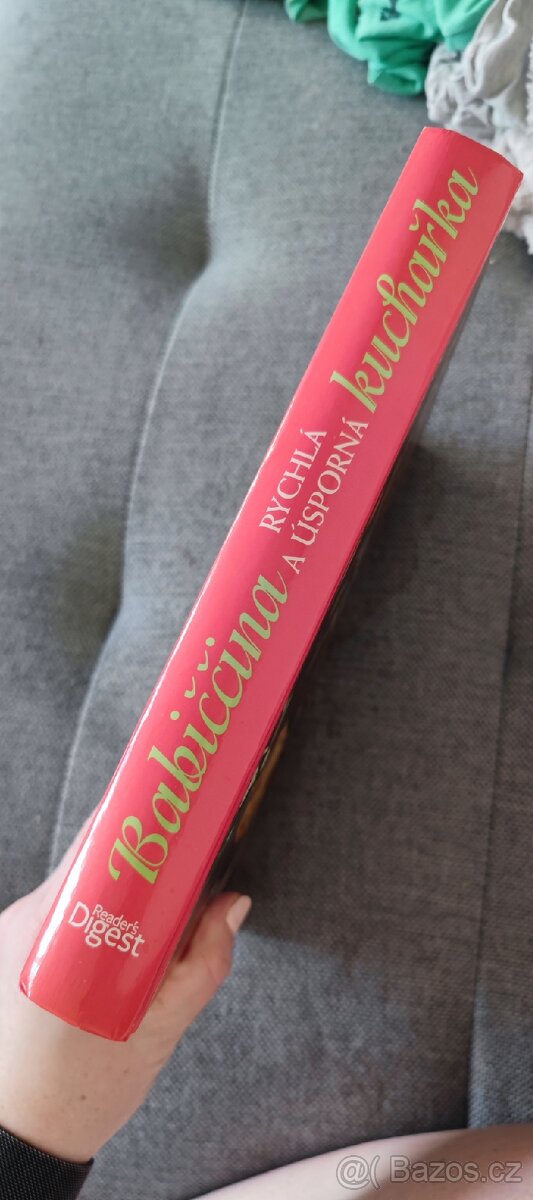 Reader's
Digest
Babiččina
RYCHLÁ
A ÚSPORNÁ
kuchařka
@( Bazos.cz